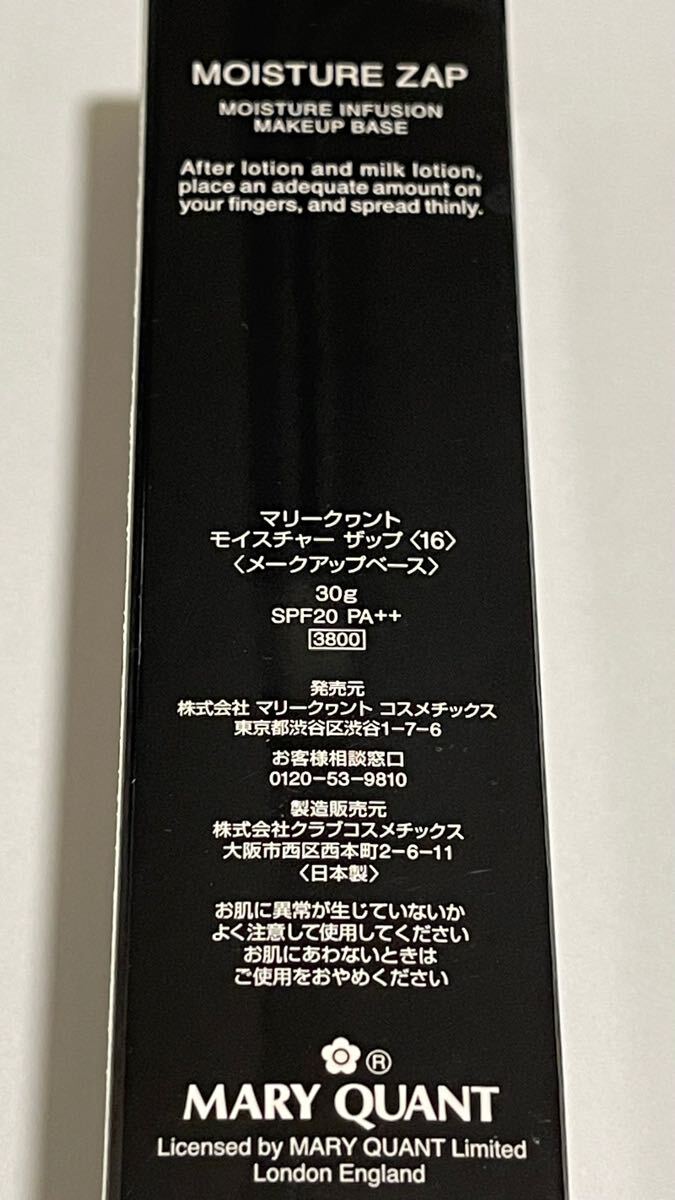 MOISTURE ZAP
MOISTURE INFUSION
MAKEUP BASE
After lotion and milk lotion,
place an adequate amount on
your fingers, and spread thinly.
マリークヮント
モイスチャー ザップ〈16〉
〈メークアップベース〉
30g
SPF20 PA++
3800
発売元
株式会社 マリークヮント コスメチックス
東京都渋谷区渋谷1-7-6
お客様相談窓口
0120-53-9810
製造販売元
株式会社クラブコスメチックス
大阪市西区西本町2-6-11
〈日本製〉
お肌に異常が生じていないか
よく注意して使用してください
お肌にあわないときは
ご使用をおやめください
®
MARY QUANT
Licensed by MARY QUANT Limited
London England